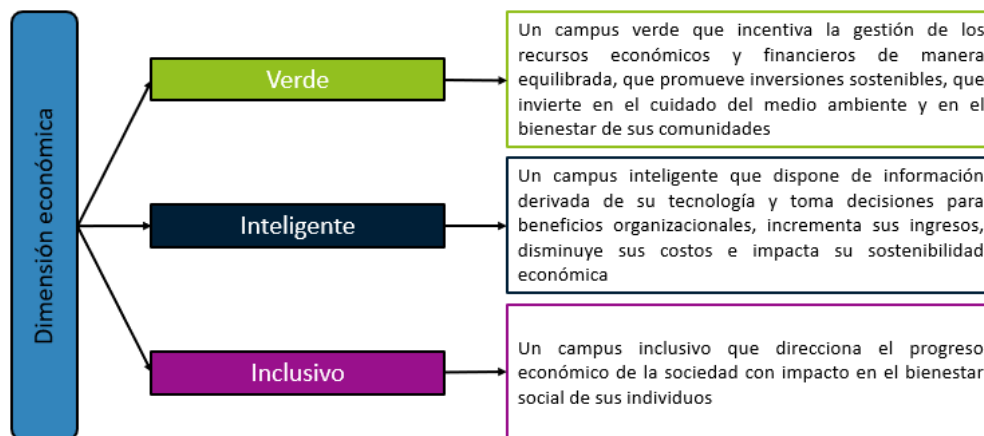 Dimensión económica
Verde
Un campus verde que incentiva la gestión de los
recursos económicos y financieros de manera
equilibrada, que promueve inversiones sostenibles, que
invierte en el cuidado del medio ambiente y en el
bienestar de sus comunidades
Inteligente
Un campus inteligente que dispone de información
derivada de su tecnología y toma decisiones para
beneficios organizacionales, incrementa sus ingresos,
disminuye sus costos e impacta su sostenibilidad
económica
Inclusivo
Un campus inclusivo que direcciona el progreso
económico de la sociedad con impacto en el bienestar
social de sus individuos